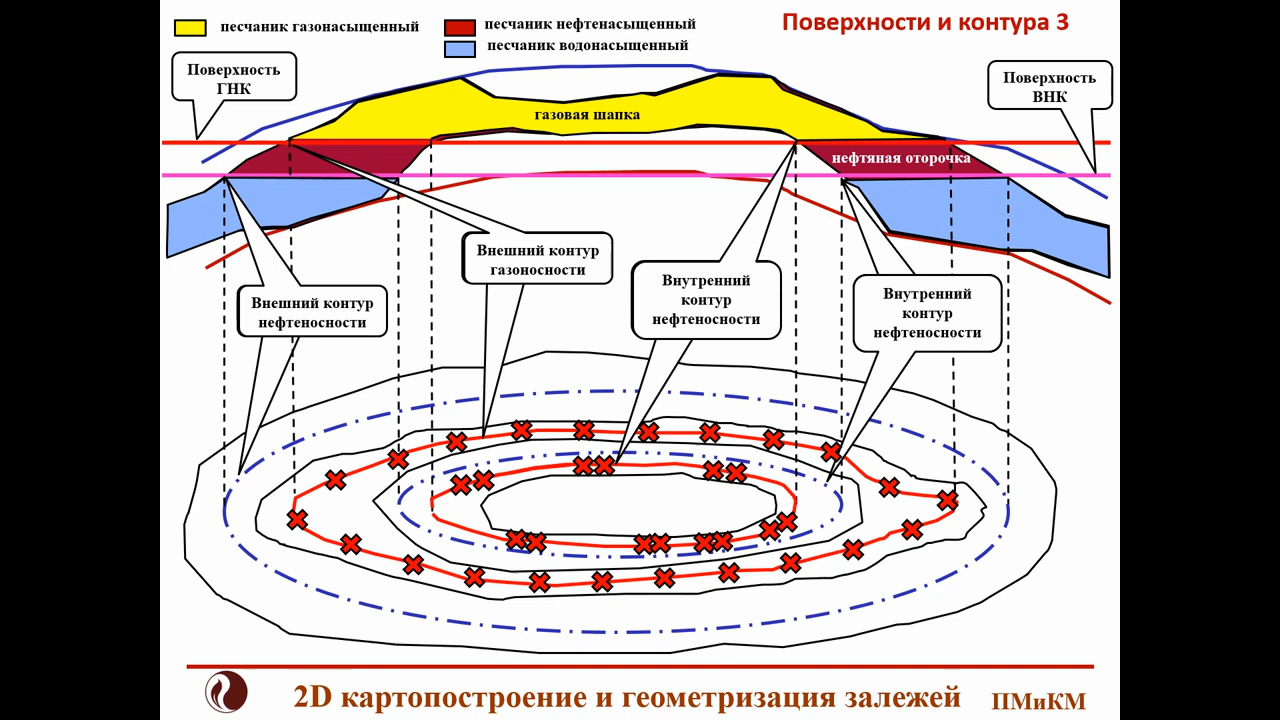 песчаник газонасыщенный
песчаник нефтенасыщенный
песчаник водонасыщенный
Поверхности и контура 3
Поверхность
ГНК
Поверхность
ВНК
газовая шапка
нефтяная оторочка
Внешний контур
газоносности
Внутренний
контур
нефтеносности
Внутренний
контур
нефтеносности
Внешний контур
нефтеносности
2D картопостроение и геометризация залежей
ПМиКМ